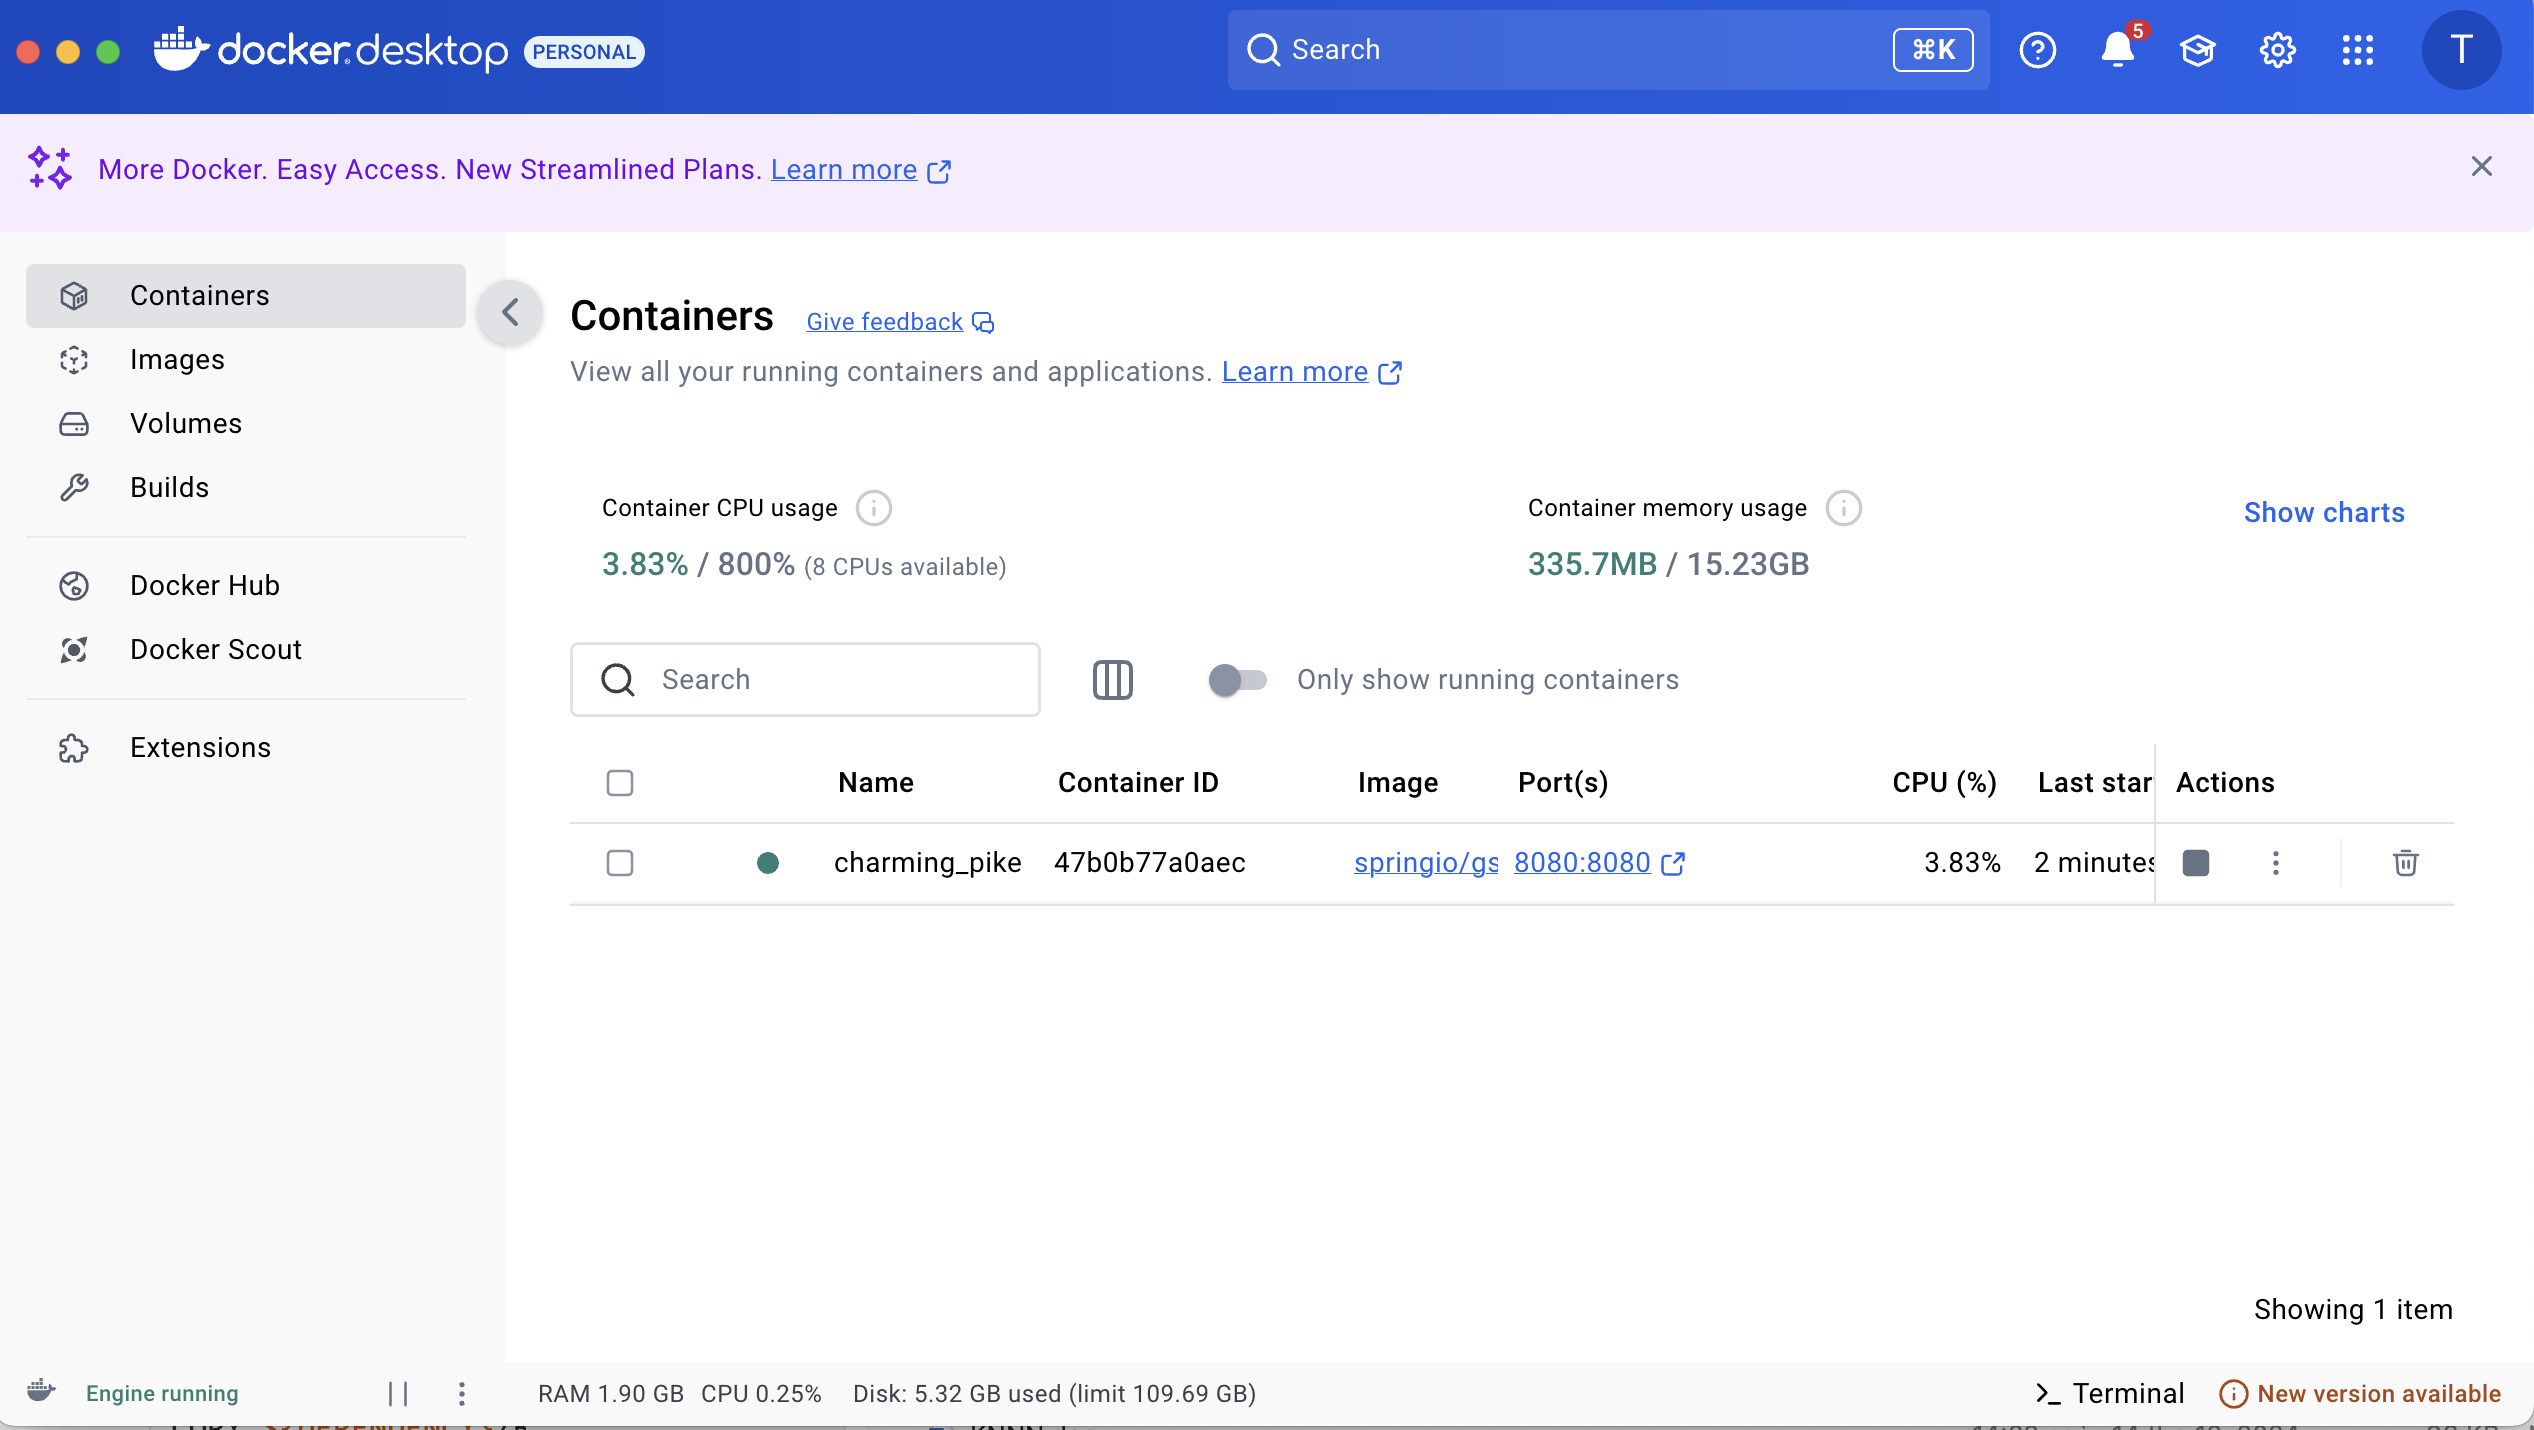 docker desktop PERSONAL
Search
⌘K
5
T
More Docker. Easy Access. New Streamlined Plans. Learn more
Containers
Images
Volumes
Builds
Docker Hub
Docker Scout
Extensions
Containers Give feedback
View all your running containers and applications. Learn more
Container CPU usage
3.83% / 800% (8 CPUs available)
Container memory usage
335.7MB / 15.23GB
Show charts
Search
Only show running containers
Name Container ID Image Port(s) CPU (%) Last star Actions
charming_pike 47b0b77a0aec springio/gs 8080:8080 3.83% 2 minutes
Showing 1 item
Engine running
RAM 1.90 GB CPU 0.25% Disk: 5.32 GB used (limit 109.69 GB)
>_ Terminal
New version available